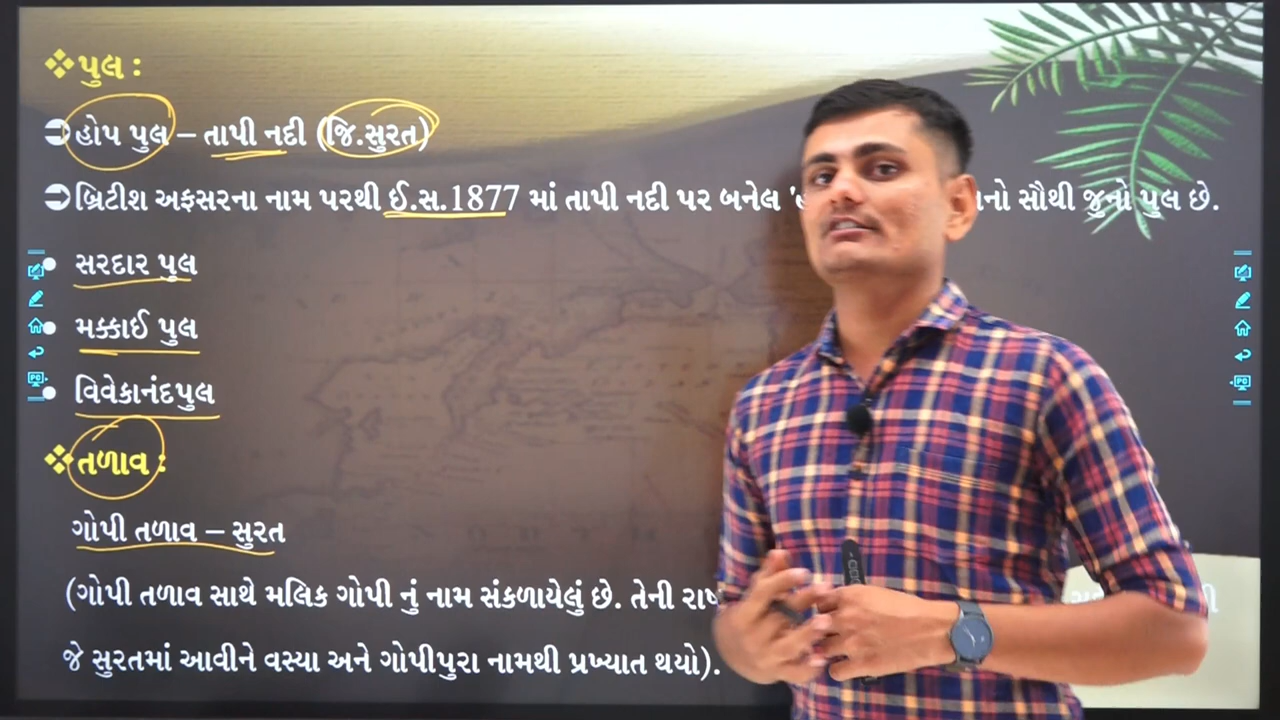 પુલ :
હોપ પુલ – તાપી નદી (જિ.સુરત)
બ્રિટીશ અફસરના નામ પરથી ઈ.સ.1877 માં તાપી નદી પર બનેલ સૌથી જુનો પુલ છે.
સરદાર પુલ
મક્કાઈ પુલ
વિવેકાનંદપુલ
તળાવ :
ગોપી તળાવ – સુરત
(ગોપી તળાવ સાથે મલિક ગોપી નું નામ સંકળાયેલું છે. તેની
જે સુરતમાં આવીને વસ્યા અને ગોપીપુરા નામથી પ્રખ્યાત થયો).